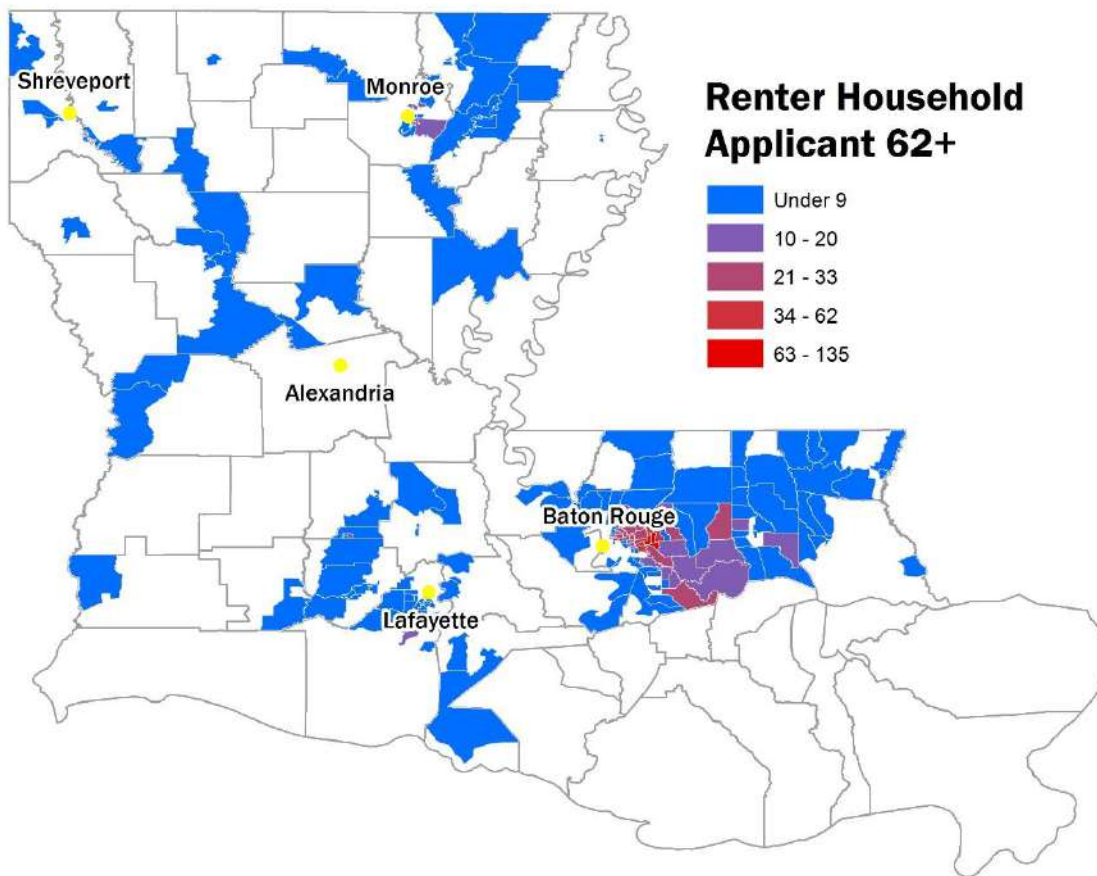 Shreveport
Monroe
Renter Household
Applicant 62+
Under 9
10 - 20
21 - 33
34 - 62
63 - 135
Alexandria
Baton Rouge
Lafayette